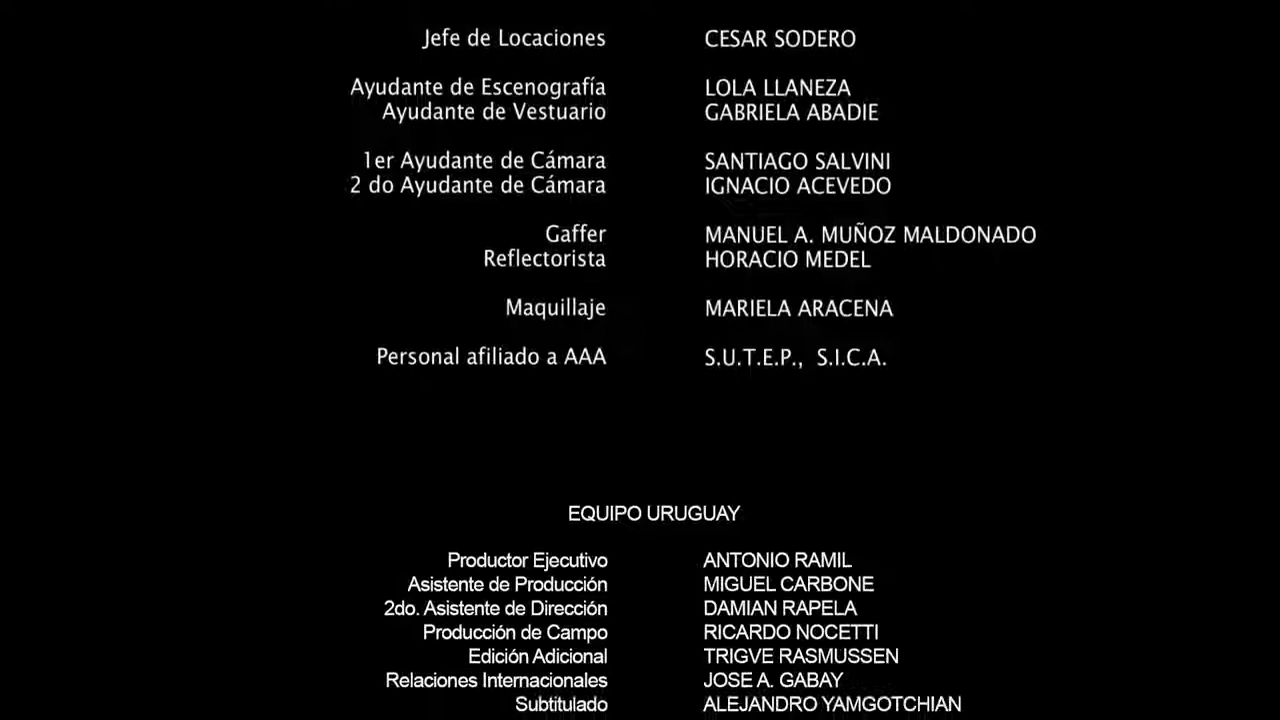 Jefe de Locaciones CESAR SODERO
Ayudante de Escenografía LOLA LLANEZA
Ayudante de Vestuario GABRIELA ABADIE
1er Ayudante de Cámara SANTIAGO SALVINI
2 do Ayudante de Cámara IGNACIO ACEVEDO
Gaffer MANUEL A. MUÑOZ MALDONADO
Reflectorista HORACIO MEDEL
Maquillaje MARIELA ARACENA
Personal afiliado a AAA S.U.T.E.P., S.I.C.A.
EQUIPO URUGUAY
Productor Ejecutivo ANTONIO RAMIL
Asistente de Producción MIGUEL CARBONE
2do. Asistente de Dirección DAMIAN RAPELA
Producción de Campo RICARDO NOCETTI
Edición Adicional TRIGVE RASMUSSEN
Relaciones Internacionales JOSE A. GABAY
Subtitulado ALEJANDRO YAMGOTCHIAN